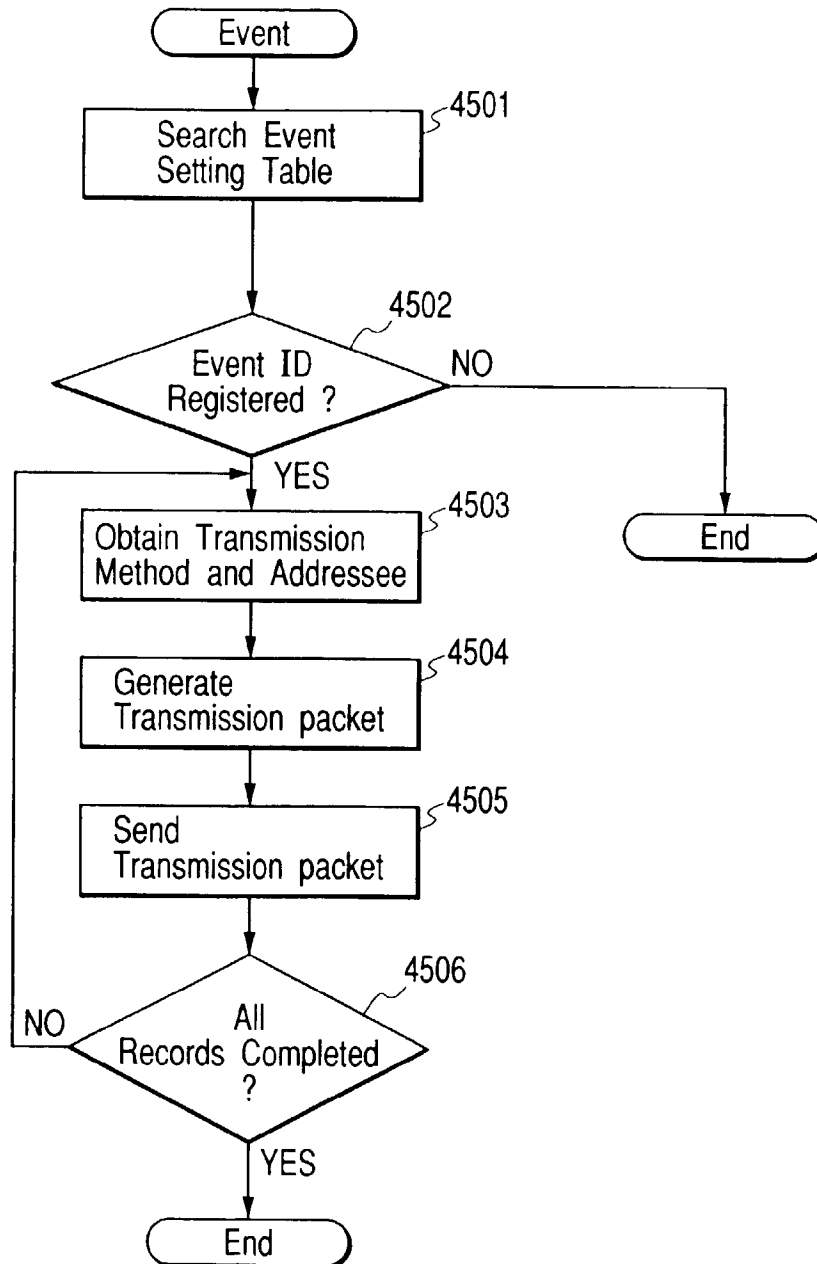 Event
4501
Search Event
Setting Table
4502
Event ID
Registered ?
NO
YES
4503
Obtain Transmission
Method and Addressee
End
4504
Generate
Transmission packet
4505
Send
Transmission packet
4506
NO
All
Records Completed
?
YES
End